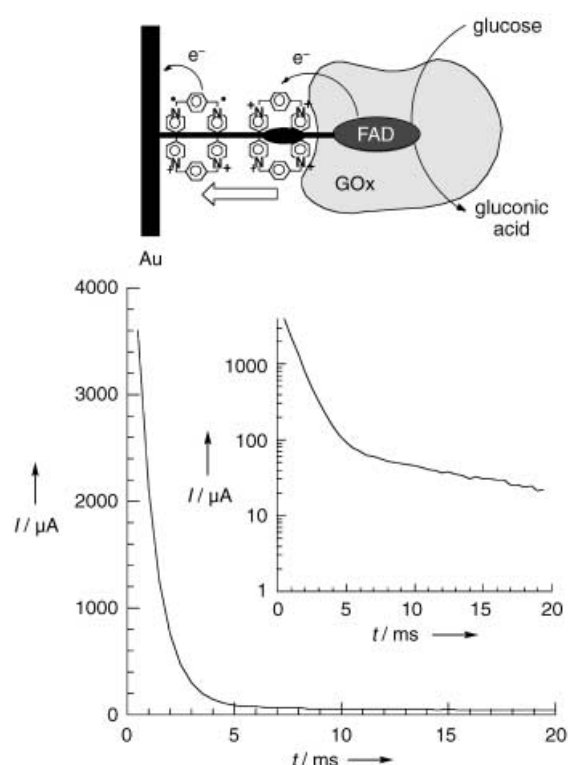 glucose
e⁻
e⁻
• •
N N N⁺ N⁺
FAD
N N N N
+ + + +
GOx
gluconic
acid
Au
4000
3000
2000
1000
0
I / µA
0 5 10 15 20
t / ms
1000
100
10
1
I / µA
0 5 10 15 20
t / ms